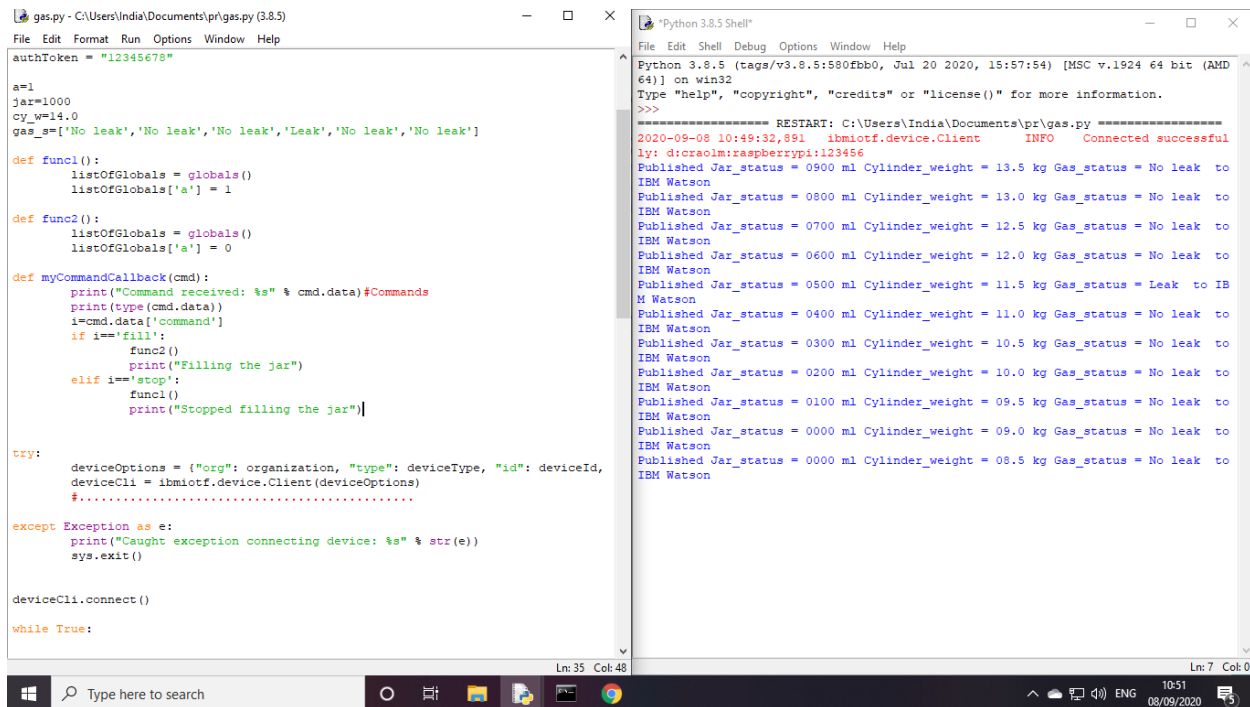 gas.py - C:\Users\India\Documents\pr\gas.py (3.8.5)
File Edit Format Run Options Window Help
authToken = "12345678"
a=1
jar=1000
cy_w=14.0
gas_s=['No leak','No leak','No leak','Leak','No leak','No leak']
def func1():
listOfGlobals = globals()
listOfGlobals['a'] = 1
def func2():
listOfGlobals = globals()
listOfGlobals['a'] = 0
def myCommandCallback(cmd):
print("Command received: %s" % cmd.data)#Commands
print(type(cmd.data))
i=cmd.data['command']
if i=='fill':
func2()
print("Filling the jar")
elif i=='stop':
func1()
print("Stopped filling the jar")
try:
deviceOptions = {"org": organization, "type": deviceType, "id": deviceId,
deviceCli = ibmiotf.device.Client(deviceOptions)
#..............................................
except Exception as e:
print("Caught exception connecting device: %s" % str(e))
sys.exit()
deviceCli.connect()
while True:
Ln: 35 Col: 48
*Python 3.8.5 Shell*
File Edit Shell Debug Options Window Help
Python 3.8.5 (tags/v3.8.5:580fbb0, Jul 20 2020, 15:57:54) [MSC v.1924 64 bit (AMD
64)] on win32
Type "help", "copyright", "credits" or "license()" for more information.
>>>
================== RESTART: C:\Users\India\Documents\pr\gas.py =================
2020-09-08 10:49:32,891 ibmiotf.device.Client INFO Connected successful
ly: d:craolm:raspberrypi:123456
Published Jar_status = 0900 ml Cylinder_weight = 13.5 kg Gas_status = No leak to
IBM Watson
Published Jar_status = 0800 ml Cylinder_weight = 13.0 kg Gas_status = No leak to
IBM Watson
Published Jar_status = 0700 ml Cylinder_weight = 12.5 kg Gas_status = No leak to
IBM Watson
Published Jar_status = 0600 ml Cylinder_weight = 12.0 kg Gas_status = No leak to
IBM Watson
Published Jar_status = 0500 ml Cylinder_weight = 11.5 kg Gas_status = Leak to IB
M Watson
Published Jar_status = 0400 ml Cylinder_weight = 11.0 kg Gas_status = No leak to
IBM Watson
Published Jar_status = 0300 ml Cylinder_weight = 10.5 kg Gas_status = No leak to
IBM Watson
Published Jar_status = 0200 ml Cylinder_weight = 10.0 kg Gas_status = No leak to
IBM Watson
Published Jar_status = 0100 ml Cylinder_weight = 09.5 kg Gas_status = No leak to
IBM Watson
Published Jar_status = 0000 ml Cylinder_weight = 09.0 kg Gas_status = No leak to
IBM Watson
Published Jar_status = 0000 ml Cylinder_weight = 08.5 kg Gas_status = No leak to
IBM Watson
Ln: 7 Col: 0
Type here to search
ENG
10:51
08/09/2020
5